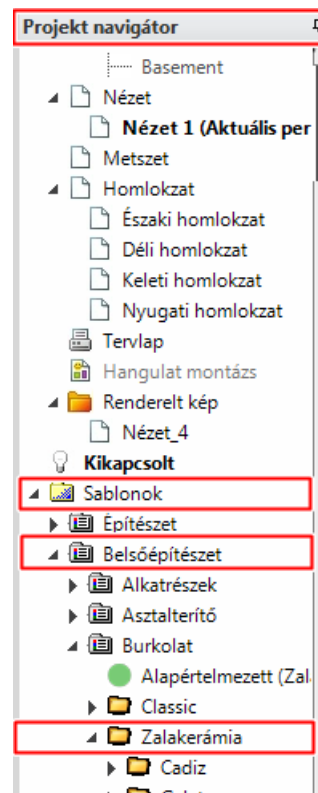 Projekt navigátor
Basement
Nézet
Nézet 1 (Aktuális per
Metszet
Homlokzat
Északi homlokzat
Déli homlokzat
Keleti homlokzat
Nyugati homlokzat
Tervlap
Hangulat montázs
Renderelt kép
Nézet_4
Kikapcsolt
Sablonok
Építészet
Belsőépítészet
Alkatrészek
Asztalterítő
Burkolat
Alapértelmezett (Zal
Classic
Zalakerámia
Cadiz